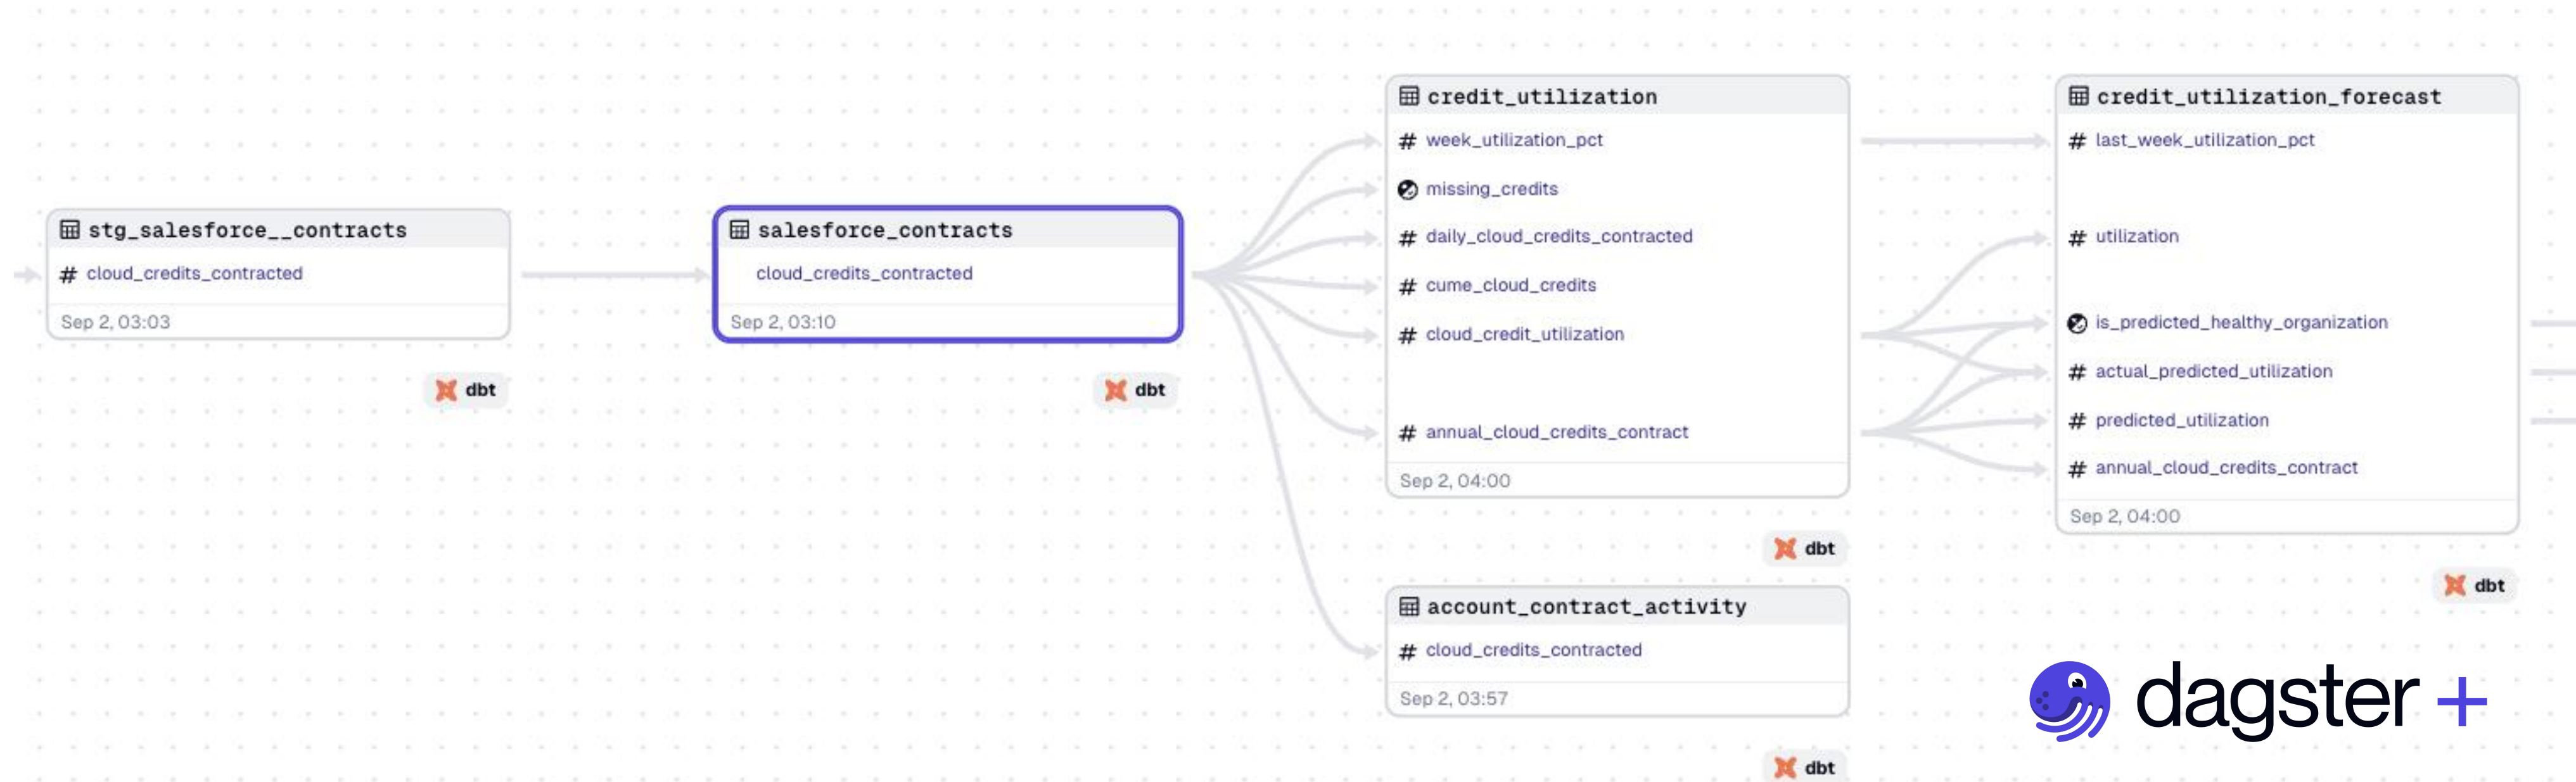 stg_salesforce__contracts
# cloud_credits_contracted
Sep 2, 03:03
dbt
salesforce_contracts
cloud_credits_contracted
Sep 2, 03:10
dbt
credit_utilization
# week_utilization_pct
missing_credits
# daily_cloud_credits_contracted
# cume_cloud_credits
# cloud_credit_utilization
# annual_cloud_credits_contract
Sep 2, 04:00
dbt
account_contract_activity
# cloud_credits_contracted
Sep 2, 03:57
dbt
credit_utilization_forecast
# last_week_utilization_pct
# utilization
is_predicted_healthy_organization
# actual_predicted_utilization
# predicted_utilization
# annual_cloud_credits_contract
Sep 2, 04:00
dbt
dagster +